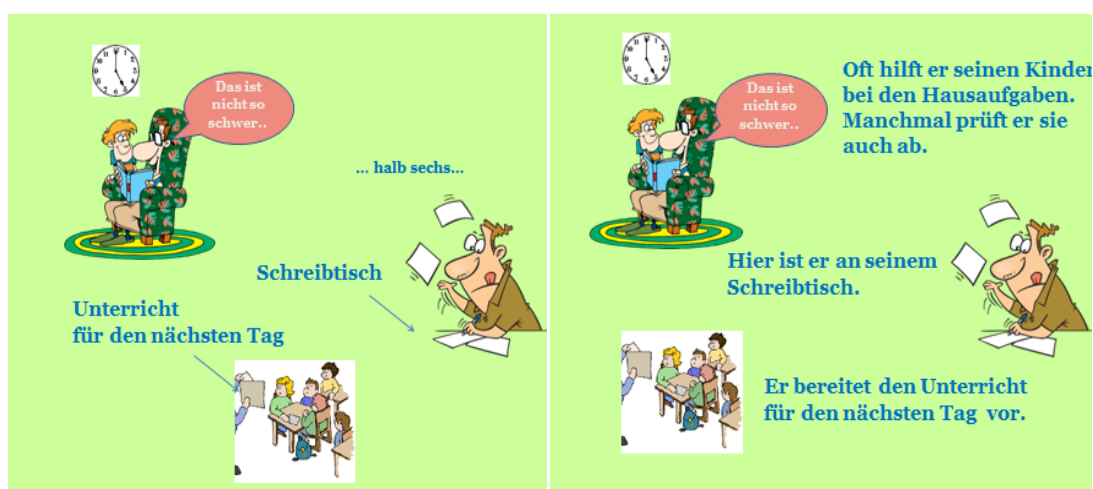 Das ist
nicht so
schwer..
... halb sechs...
Schreibtisch
Unterricht
für den nächsten Tag
Das ist
nicht so
schwer..
Oft hilft er seinen Kinder
bei den Hausaufgaben.
Manchmal prüft er sie
auch ab.
Hier ist er an seinem
Schreibtisch.
Er bereitet den Unterricht
für den nächsten Tag vor.